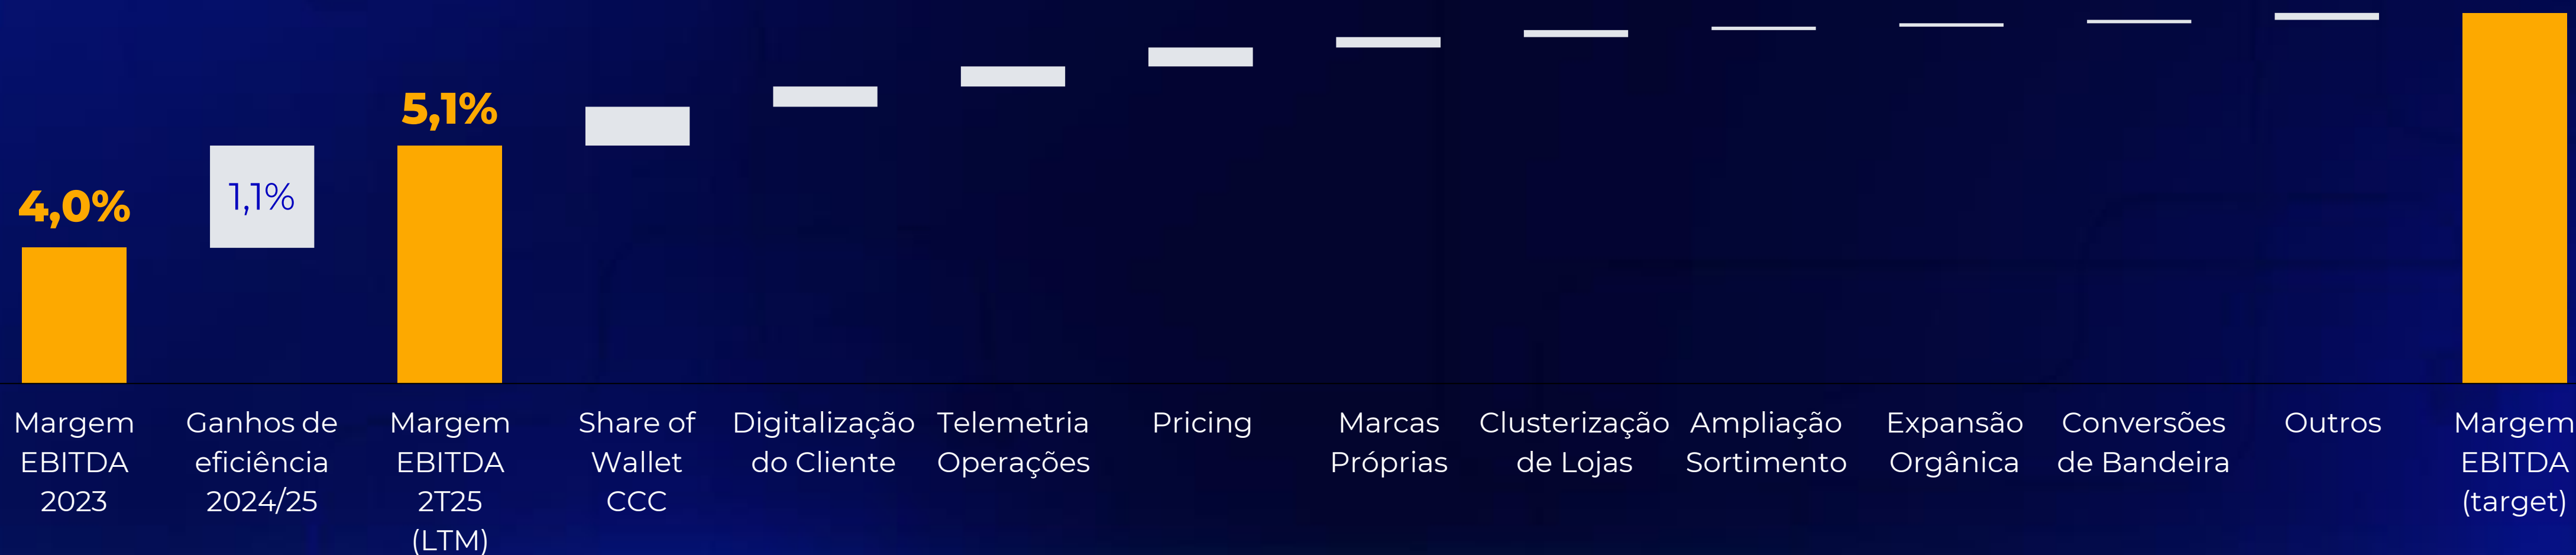 4,0%
1,1%
5,1%
Margem
EBITDA
2023
Ganhos de
eficiência
2024/25
Margem
EBITDA
2T25
(LTM)
Share of
Wallet
CCC
Digitalização
do Cliente
Telemetria
Operações
Pricing
Marcas
Próprias
Clusterização
de Lojas
Ampliação
Sortimento
Expansão
Orgânica
Conversões
de Bandeira
Outros
Margem
EBITDA
(target)